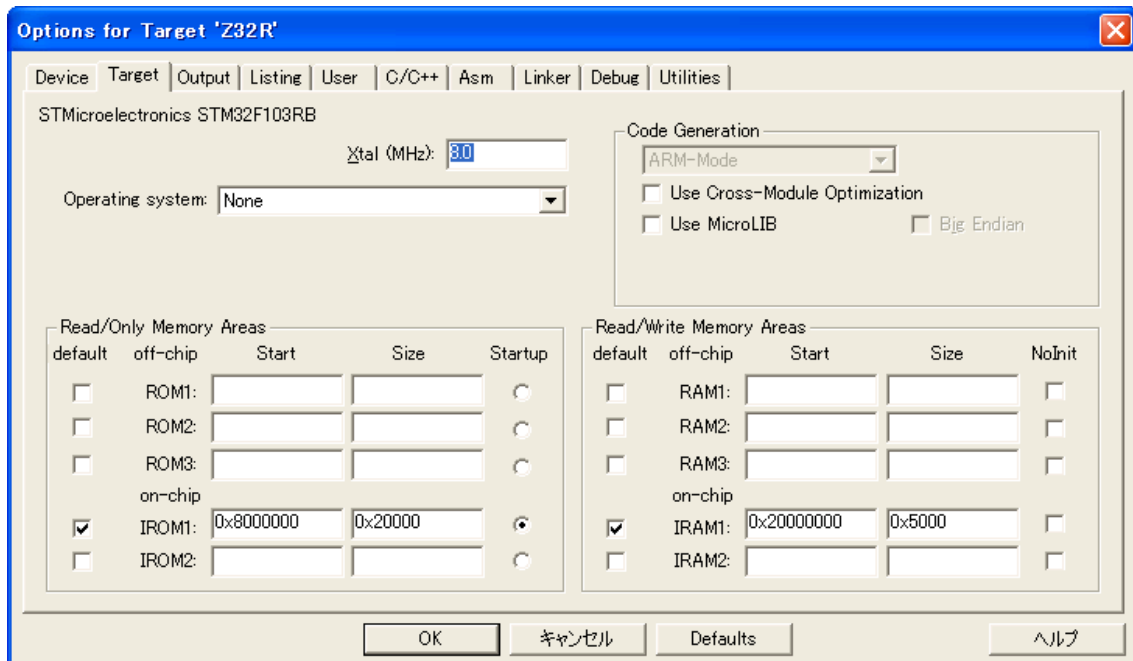 Options for Target 'Z32R'
Device Target Output Listing User C/C++ Asm Linker Debug Utilities
STMicroelectronics STM32F103RB
Xtal (MHz): 8.0
Operating system: None
Code Generation
ARM-Mode
Use Cross-Module Optimization
Use MicroLIB Big Endian
Read/Only Memory Areas
default off-chip Start Size Startup
ROM1:
ROM2:
ROM3:
on-chip
IROM1: 0x8000000 0x20000
IROM2:
Read/Write Memory Areas
default off-chip Start Size NoInit
RAM1:
RAM2:
RAM3:
on-chip
IRAM1: 0x20000000 0x5000
IRAM2:
OK キャンセル Defaults ヘルプ